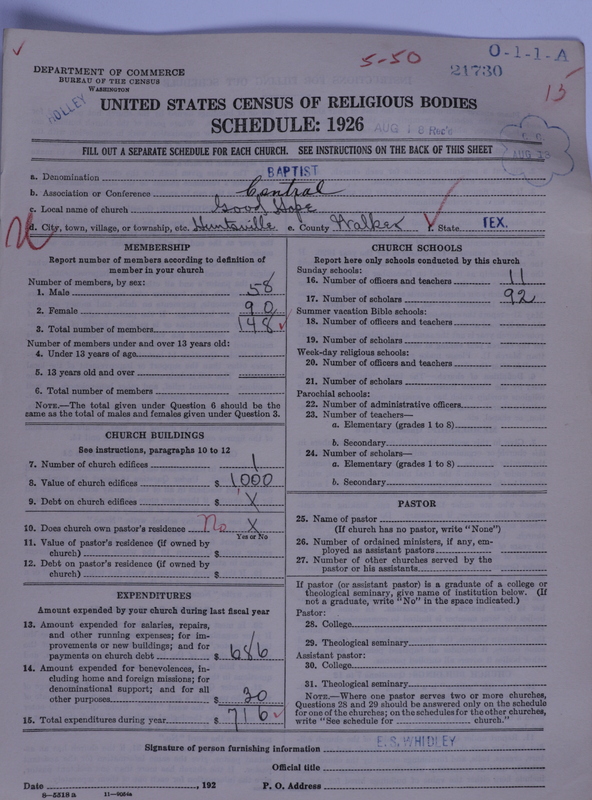 5-50
O-1-1-A
DEPARTMENT OF COMMERCE
BUREAU OF THE CENSUS
WASHINGTON
21730
13
HOLLEY
UNITED STATES CENSUS OF RELIGIOUS BODIES
SCHEDULE: 1926 AUG 18 Rec'd
AUG 18
FILL OUT A SEPARATE SCHEDULE FOR EACH CHURCH. SEE INSTRUCTIONS ON THE BACK OF THIS SHEET
a. Denomination BAPTIST
b. Association or Conference Central
c. Local name of church Good Hope
d. City, town, village, or township, etc. Huntsville e. County Walker f. State TEX.
MEMBERSHIP
Report number of members according to definition of
member in your church
Number of members, by sex:
1. Male 58
2. Female 90
3. Total number of members 148
Number of members under and over 13 years old:
4. Under 13 years of age
5. 13 years old and over
6. Total number of members
NOTE.—The total given under Question 6 should be the
same as the total of males and females given under Question 3.
CHURCH BUILDINGS
See instructions, paragraphs 10 to 12
7. Number of church edifices 1
8. Value of church edifices $ 1000
9. Debt on church edifices $ X
10. Does church own pastor's residence No X
Yes or No
11. Value of pastor's residence (if owned by
church) $
12. Debt on pastor's residence (if owned by
church) $
EXPENDITURES
Amount expended by your church during last fiscal year
13. Amount expended for salaries, repairs,
and other running expenses; for im-
provements or new buildings; and for
payments on church debt $ 686
14. Amount expended for benevolences, in-
cluding home and foreign missions; for
denominational support; and for all
other purposes $ 30
15. Total expenditures during year $ 716
CHURCH SCHOOLS
Report here only schools conducted by this church
Sunday schools:
16. Number of officers and teachers 11
17. Number of scholars 92
Summer vacation Bible schools:
18. Number of officers and teachers
19. Number of scholars
Week-day religious schools:
20. Number of officers and teachers
21. Number of scholars
Parochial schools:
22. Number of administrative officers
23. Number of teachers—
a. Elementary (grades 1 to 8)
b. Secondary
24. Number of scholars—
a. Elementary (grades 1 to 8)
b. Secondary
PASTOR
25. Name of pastor
(If church has no pastor, write "None")
26. Number of ordained ministers, if any, em-
ployed as assistant pastors
27. Number of other churches served by the
pastor or his assistants
If pastor (or assistant pastor) is a graduate of a college or
theological seminary, give name of institution below. (If
not a graduate, write "No" in the space indicated.)
Pastor:
28. College
29. Theological seminary
Assistant pastor:
30. College
31. Theological seminary
NOTE.—Where one pastor serves two or more churches,
Questions 28 and 29 should be answered only on the schedule
for one of the churches; on the schedules for the other churches,
write "See schedule for church."
Signature of person furnishing information E. S. WHIDLEY
Official title
Date , 192 P. O. Address
8—5518a 11—9034a